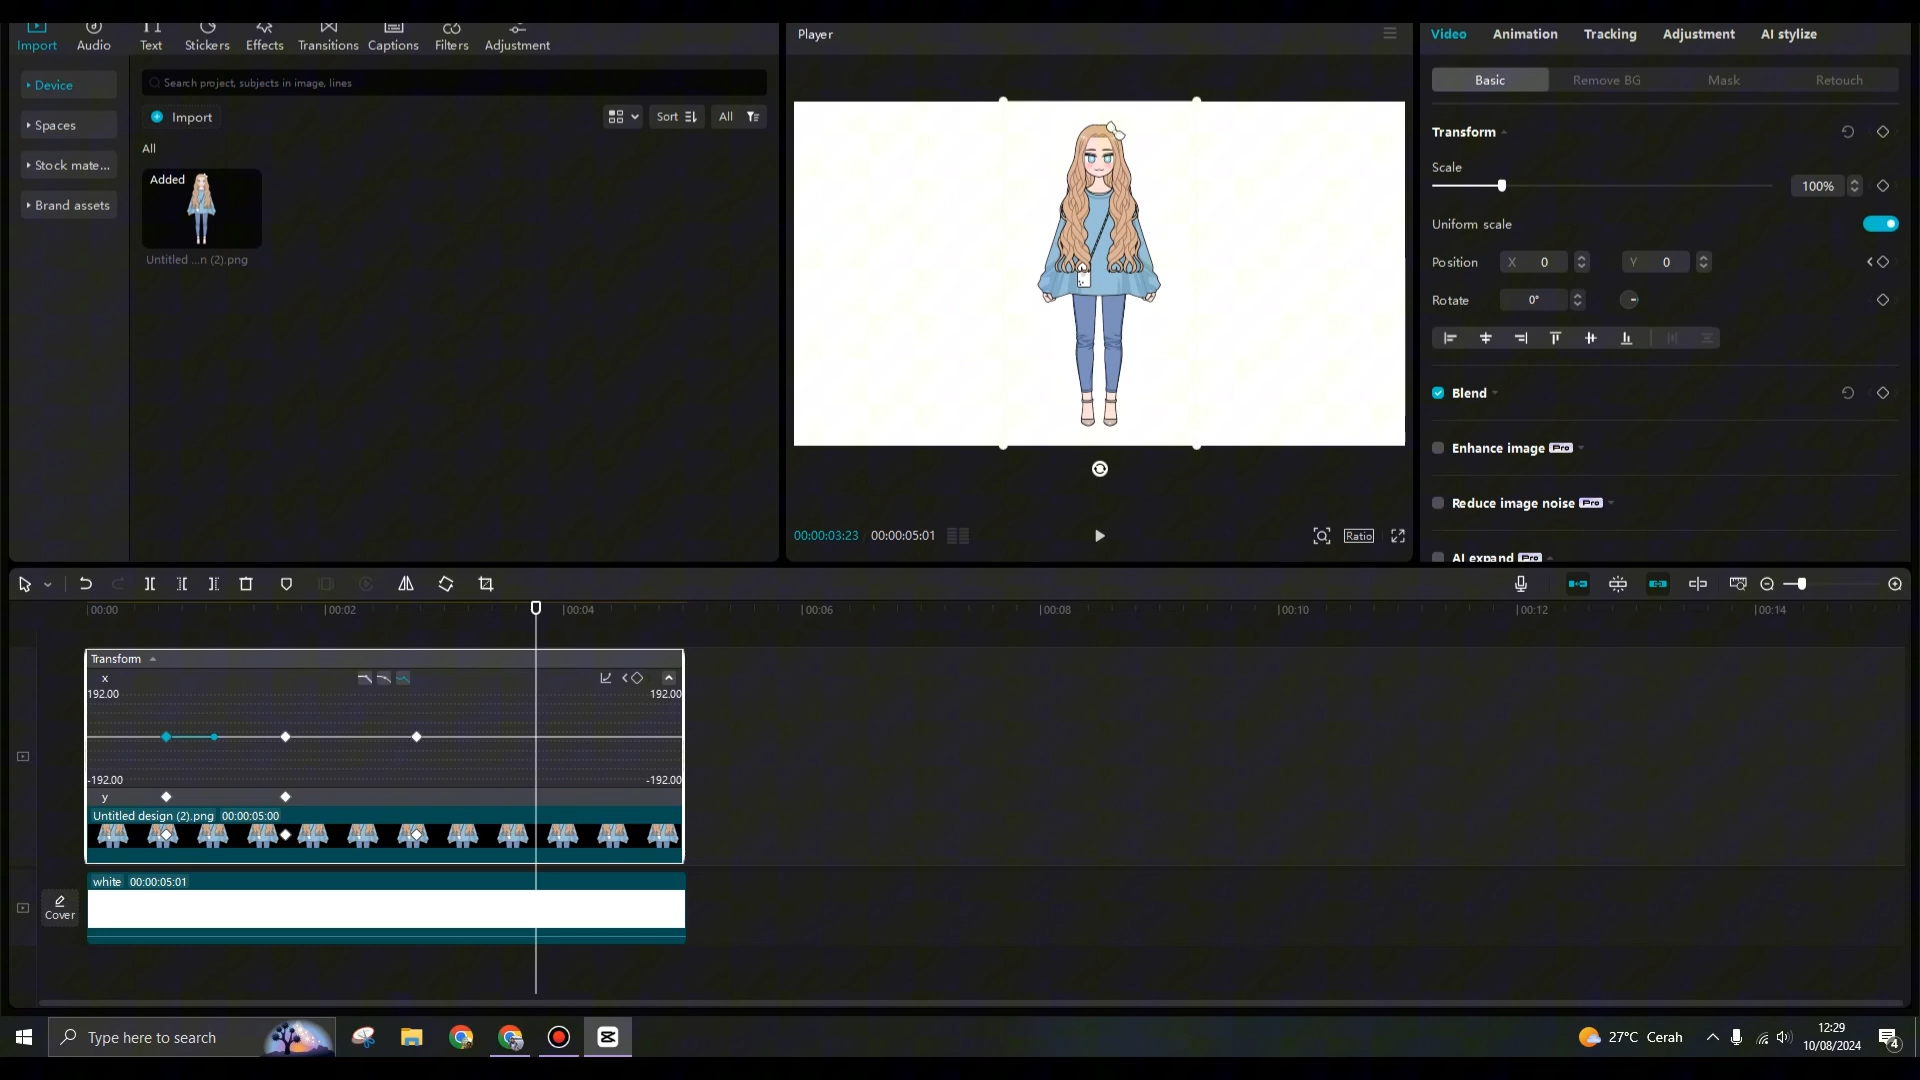 Import
Audio
Text
Stickers
Effects
Transitions
Captions
Filters
Adjustment
Device
Spaces
Stock mate...
Brand assets
Search project, subjects in image, lines
Import
Sort
All
All
Added
Untitled ...n (2).png
Player
00:00:03:23
00:00:05:01
Ratio
Video
Animation
Tracking
Adjustment
AI stylize
Basic
Remove BG
Mask
Retouch
Transform
Scale
100%
Uniform scale
Position
X 0
Y 0
Rotate
0°
Blend
Enhance image Pro
Reduce image noise Pro
AI expand Pro
00:00
00:02
00:04
00:06
00:08
00:10
00:12
00:14
Transform
x
192.00
192.00
-192.00
-192.00
y
Untitled design (2).png 00:00:05:00
white 00:00:05:01
Cover
Type here to search
27°C Cerah
12:29
10/08/2024
4